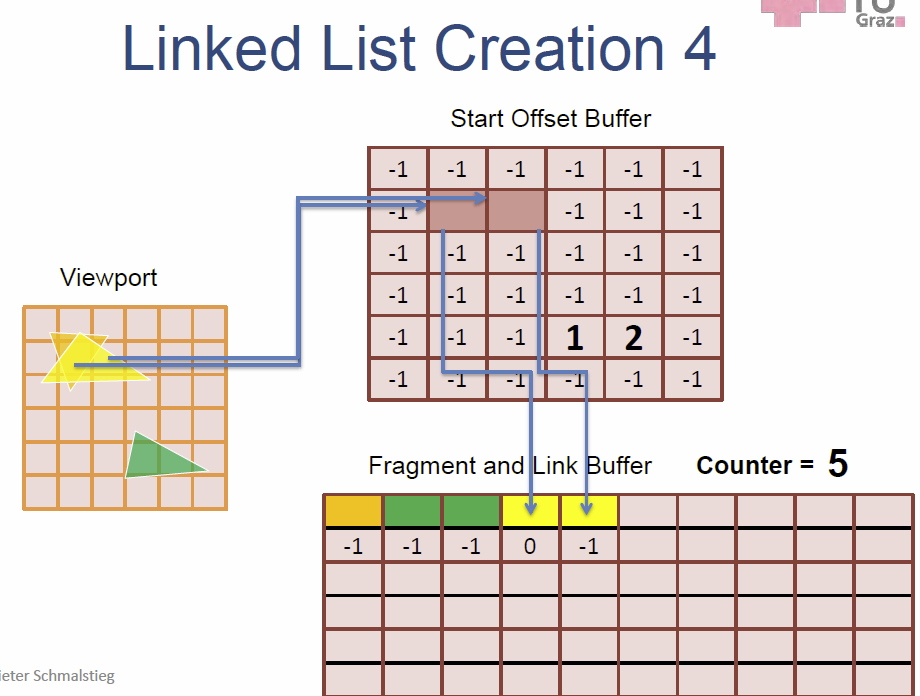 Graz
Linked List Creation 4
Start Offset Buffer
-1 -1 -1 -1 -1 -1
-1 -1 -1 -1
-1 -1 -1 -1 -1 -1
-1 -1 -1 -1 -1 -1
-1 -1 -1 1 2 -1
-1 -1 -1 -1 -1 -1
Viewport
Fragment and Link Buffer Counter = 5
-1 -1 -1 0 -1
ieter Schmalstieg